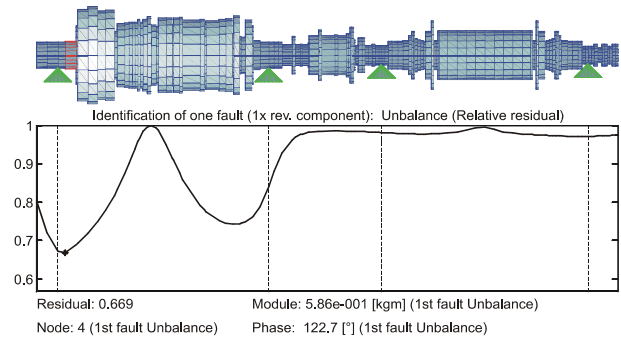 Identification of one fault (1x rev. component): Unbalance (Relative residual)
1
0.9
0.8
0.7
0.6
Residual: 0.669 Module: 5.86e-001 [kgm] (1st fault Unbalance)
Node: 4 (1st fault Unbalance) Phase: 122.7 [°] (1st fault Unbalance)